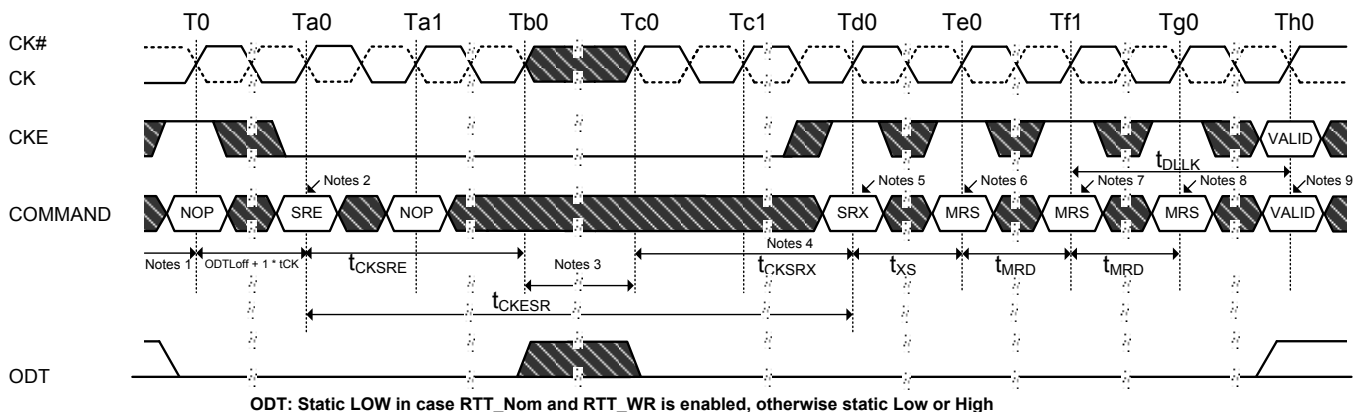 T0 Ta0 Ta1 Tb0 Tc0 Tc1 Td0 Te0 Tf1 Tg0 Th0
CK#
CK
CKE
VALID
tDLLK
Notes 2 Notes 5 Notes 6 Notes 7 Notes 8 Notes 9
COMMAND NOP SRE NOP SRX MRS MRS MRS VALID
Notes 1 ODTLoff + 1 * tCK tCKSRE Notes 3 Notes 4 tCKSRX tXS tMRD tMRD
tCKESR
ODT
ODT: Static LOW in case RTT_Nom and RTT_WR is enabled, otherwise static Low or High